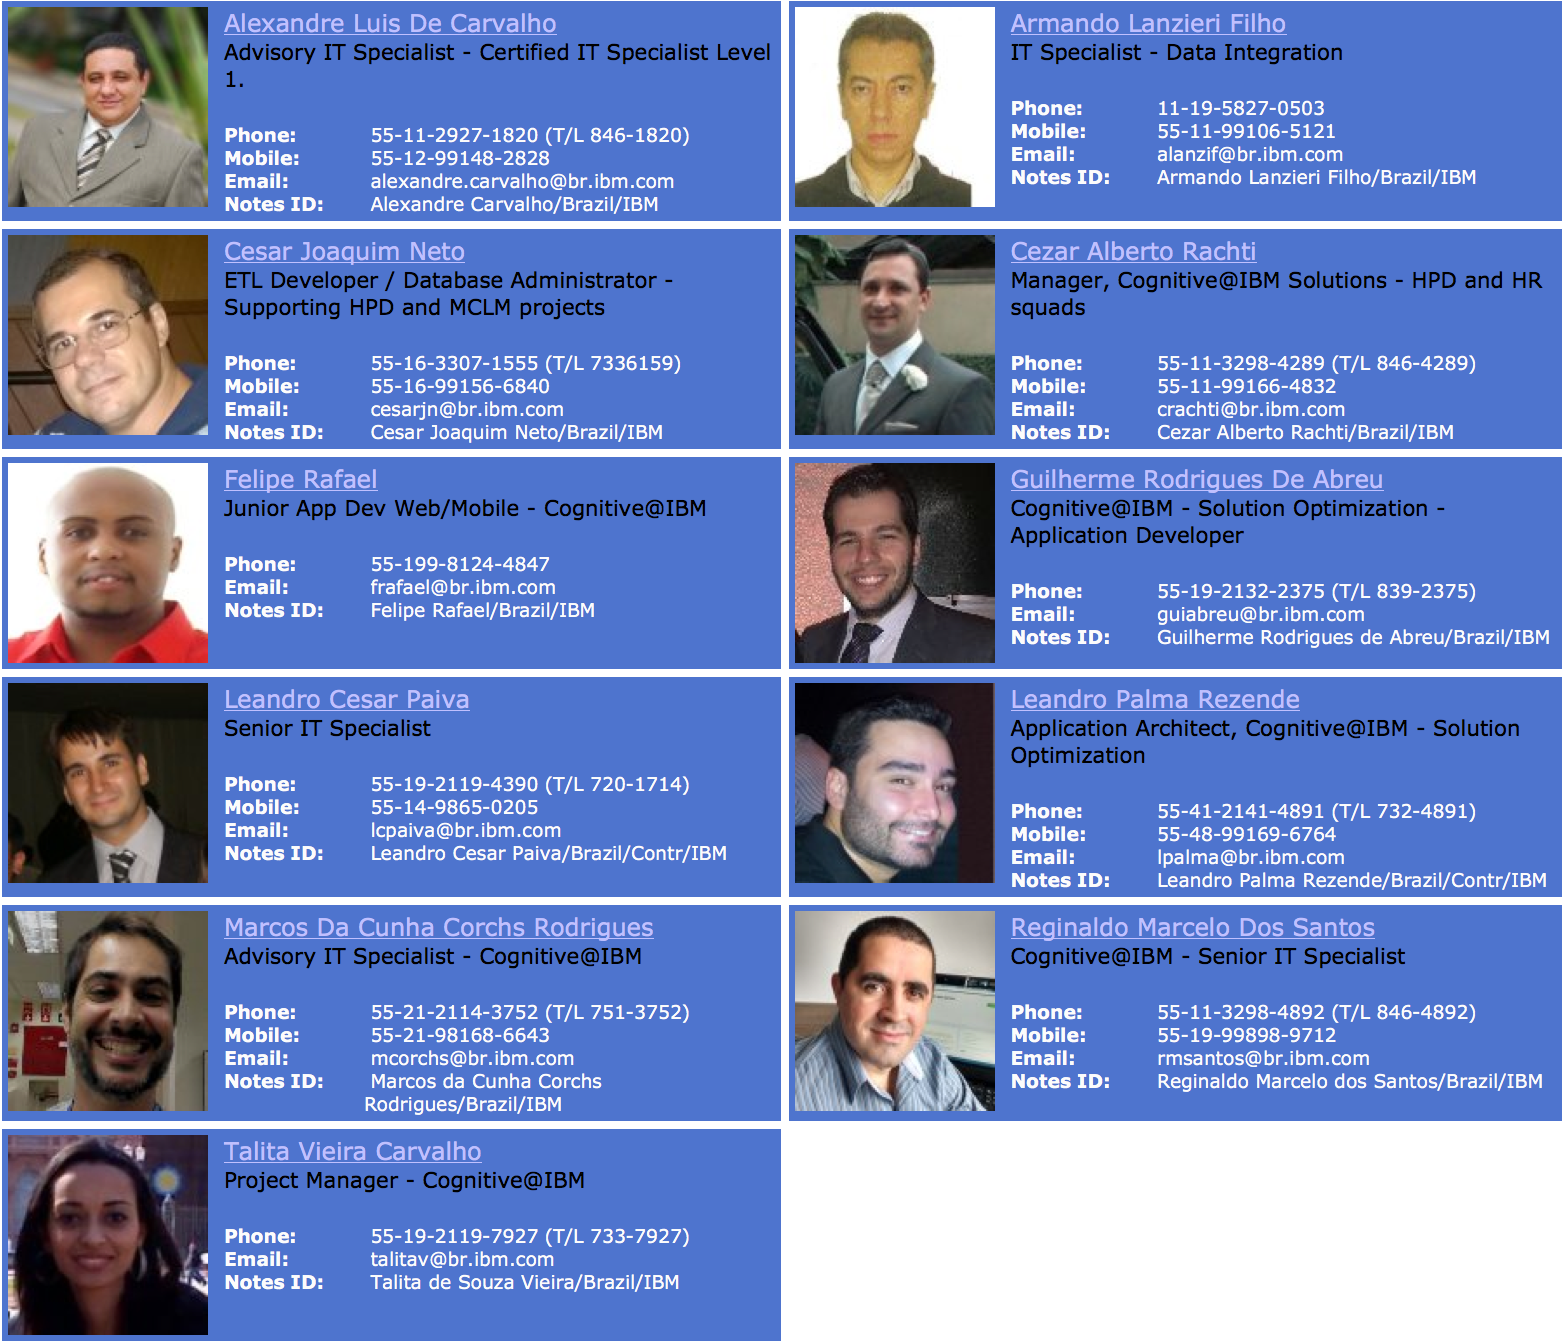 Alexandre Luis De Carvalho
Advisory IT Specialist - Certified IT Specialist Level
1.
Phone: 55-11-2927-1820 (T/L 846-1820)
Mobile: 55-12-99148-2828
Email: alexandre.carvalho@br.ibm.com
Notes ID: Alexandre Carvalho/Brazil/IBM
Armando Lanzieri Filho
IT Specialist - Data Integration
Phone: 11-19-5827-0503
Mobile: 55-11-99106-5121
Email: alanzif@br.ibm.com
Notes ID: Armando Lanzieri Filho/Brazil/IBM
Cesar Joaquim Neto
ETL Developer / Database Administrator -
Supporting HPD and MCLM projects
Phone: 55-16-3307-1555 (T/L 7336159)
Mobile: 55-16-99156-6840
Email: cesarjn@br.ibm.com
Notes ID: Cesar Joaquim Neto/Brazil/IBM
Cezar Alberto Rachti
Manager, Cognitive@IBM Solutions - HPD and HR
squads
Phone: 55-11-3298-4289 (T/L 846-4289)
Mobile: 55-11-99166-4832
Email: crachti@br.ibm.com
Notes ID: Cezar Alberto Rachti/Brazil/IBM
Felipe Rafael
Junior App Dev Web/Mobile - Cognitive@IBM
Phone: 55-199-8124-4847
Email: frafael@br.ibm.com
Notes ID: Felipe Rafael/Brazil/IBM
Guilherme Rodrigues De Abreu
Cognitive@IBM - Solution Optimization -
Application Developer
Phone: 55-19-2132-2375 (T/L 839-2375)
Email: guiabreu@br.ibm.com
Notes ID: Guilherme Rodrigues de Abreu/Brazil/IBM
Leandro Cesar Paiva
Senior IT Specialist
Phone: 55-19-2119-4390 (T/L 720-1714)
Mobile: 55-14-9865-0205
Email: lcpaiva@br.ibm.com
Notes ID: Leandro Cesar Paiva/Brazil/Contr/IBM
Leandro Palma Rezende
Application Architect, Cognitive@IBM - Solution
Optimization
Phone: 55-41-2141-4891 (T/L 732-4891)
Mobile: 55-48-99169-6764
Email: lpalma@br.ibm.com
Notes ID: Leandro Palma Rezende/Brazil/Contr/IBM
Marcos Da Cunha Corchs Rodrigues
Advisory IT Specialist - Cognitive@IBM
Phone: 55-21-2114-3752 (T/L 751-3752)
Mobile: 55-21-98168-6643
Email: mcorchs@br.ibm.com
Notes ID: Marcos da Cunha Corchs
Rodrigues/Brazil/IBM
Reginaldo Marcelo Dos Santos
Cognitive@IBM - Senior IT Specialist
Phone: 55-11-3298-4892 (T/L 846-4892)
Mobile: 55-19-99898-9712
Email: rmsantos@br.ibm.com
Notes ID: Reginaldo Marcelo dos Santos/Brazil/IBM
Talita Vieira Carvalho
Project Manager - Cognitive@IBM
Phone: 55-19-2119-7927 (T/L 733-7927)
Email: talitav@br.ibm.com
Notes ID: Talita de Souza Vieira/Brazil/IBM